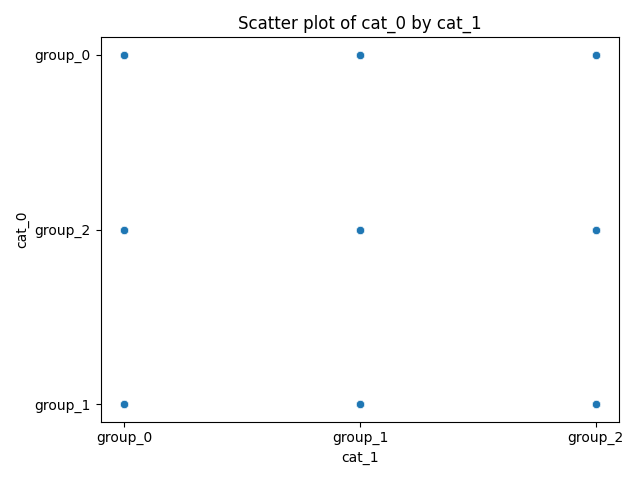 Scatter plot of cat_0 by cat_1
group_0
group_2
group_1
cat_0
group_0
group_1
group_2
cat_1